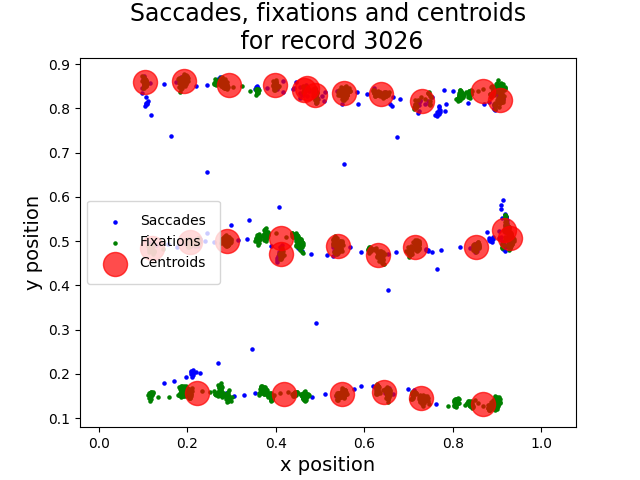 Saccades, fixations and centroids
for record 3026
0.9
0.8
0.7
0.6
0.5
0.4
0.3
0.2
0.1
y position
Saccades
Fixations
Centroids
0.0
0.2
0.4
0.6
0.8
1.0
x position